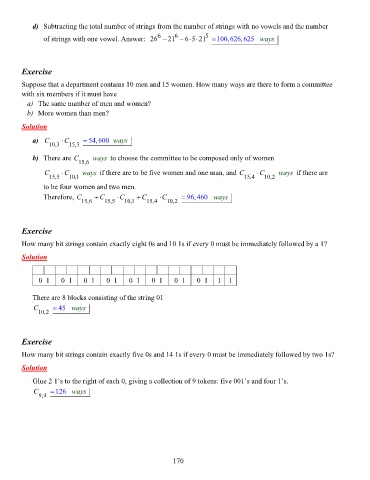 d) Subtracting the total number of strings from the number of strings with no vowels and the number
of strings with one vowel. Answer: 26^6 − 21^6 − 6·5·21^5 = 100,626,625 ways
Exercise
Suppose that a department contains 10 men and 15 women. How many ways are there to form a committee
with six members if it must have
a) The same number of men and women?
b) More women than men?
Solution
a) C_{10,3} · C_{15,3} = 54,600 ways
b) There are C_{15,6} ways to choose the committee to be composed only of women
C_{15,5} · C_{10,1} ways if there are to be five women and one man, and C_{15,4} · C_{10,2} ways if there are
to be four women and two men.
Therefore, C_{15,6} + C_{15,5} · C_{10,1} + C_{15,4} · C_{10,2} = 96,460 ways
Exercise
How many bit strings contain exactly eight 0s and 10 1s if every 0 must be immediately followed by a 1?
Solution
0 1 0 1 0 1 0 1 0 1 0 1 0 1 0 1 1 1
There are 8 blocks consisting of the string 01
C_{10,2} = 45 ways
Exercise
How many bit strings contain exactly five 0s and 14 1s if every 0 must be immediately followed by two 1s?
Solution
Glue 2 1's to the right of each 0, giving a collection of 9 tokens: five 001's and four 1's.
C_{9,4} = 126 ways
170